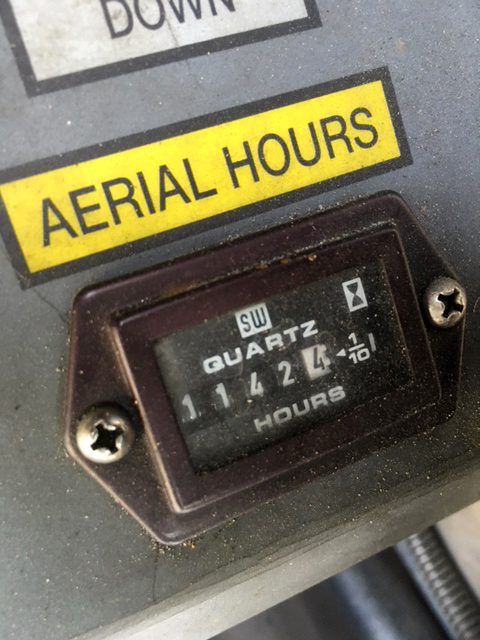 DOWN
AERIAL HOURS
SW
QUARTZ
1 1 4 2 4 1/10
HOURS